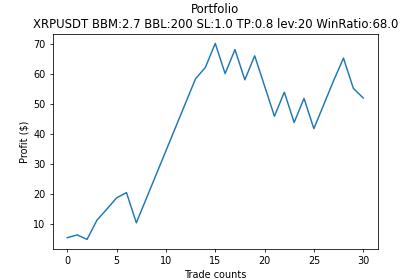 Portfolio
XRPUSDT BBM:2.7 BBL:200 SL:1.0 TP:0.8 lev:20 WinRatio:68.0
70
60
50
40
30
20
10
Profit ($)
0 5 10 15 20 25 30
Trade counts